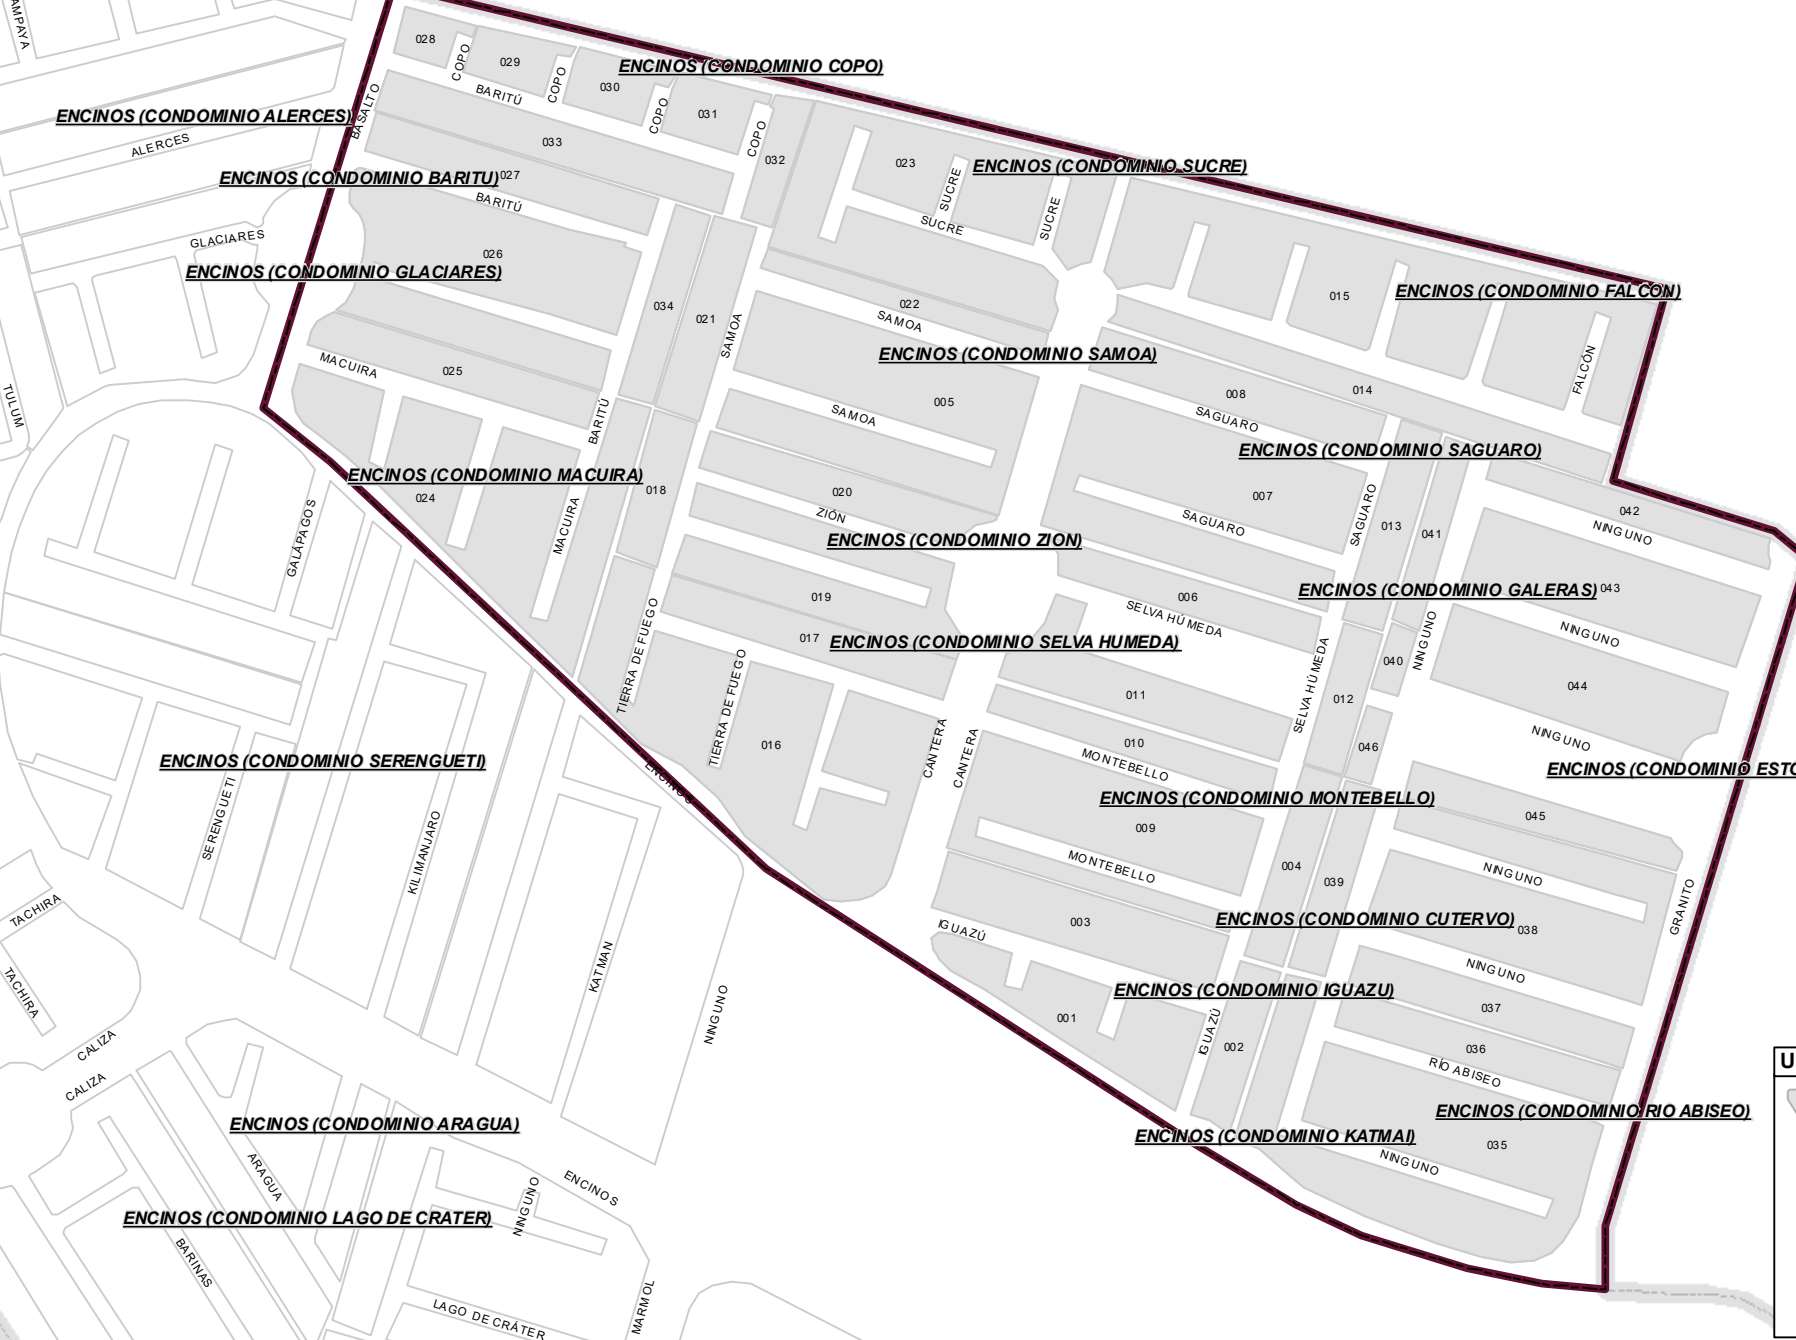 AMPAYA
028
COPO
029
COPO
030
ENCINOS (CONDOMINIO COPO)
BARITÚ
COPO
031
BASALTO
ENCINOS (CONDOMINIO ALERCES)
ALERCES
033
COPO
032
023
ENCINOS (CONDOMINIO SUCRE)
ENCINOS (CONDOMINIO BARITU)
027
BARITÚ
SUCRE
SUCRE
SUCRE
GLACIARES
026
ENCINOS (CONDOMINIO GLACIARES)
034
021
022
SAMOA
SAMOA
015
ENCINOS (CONDOMINIO FALCÓN)
ENCINOS (CONDOMINIO SAMOA)
MACUIRA
025
FALCÓN
TULUM
BARITÚ
005
SAMOA
008
014
SAGUARO
ENCINOS (CONDOMINIO SAGUARO)
ENCINOS (CONDOMINIO MACUIRA)
024
018
020
ZIÓN
007
SAGUARO
SAGUARO
013
041
042
NINGUNO
GALÁPAGOS
MACUIRA
ENCINOS (CONDOMINIO ZION)
019
006
SELVA HÚMEDA
ENCINOS (CONDOMINIO GALERAS)
043
NINGUNO
TIERRA DE FUEGO
TIERRA DE FUEGO
017
ENCINOS (CONDOMINIO SELVA HUMEDA)
SELVA HÚMEDA
040
NINGUNO
011
012
044
NINGUNO
016
CANTERA
CANTERA
010
MONTEBELLO
046
ENCINOS (CONDOMINIO SERENGUETI)
ENCINOS
ENCINOS (CONDOMINIO ESTO
ENCINOS (CONDOMINIO MONTEBELLO)
SERENGUETI
KILIMANJARO
009
MONTEBELLO
045
004
039
NINGUNO
GRANITO
TACHIRA
003
IGUAZÚ
ENCINOS (CONDOMINIO CUTERVO)
038
NINGUNO
TACHIRA
KATMAN
NINGUNO
ENCINOS (CONDOMINIO IGUAZU)
001
IGUAZÚ
002
037
036
RÍO ABISEO
CALIZA
CALIZA
U
ENCINOS (CONDOMINIO ARAGUA)
ENCINOS (CONDOMINIO RIO ABISEO)
ENCINOS (CONDOMINIO KATMAI)
035
NINGUNO
ARAGUA
ENCINOS
NINGUNO
ENCINOS (CONDOMINIO LAGO DE CRATER)
BARINAS
LAGO DE CRÁTER
MARMOL